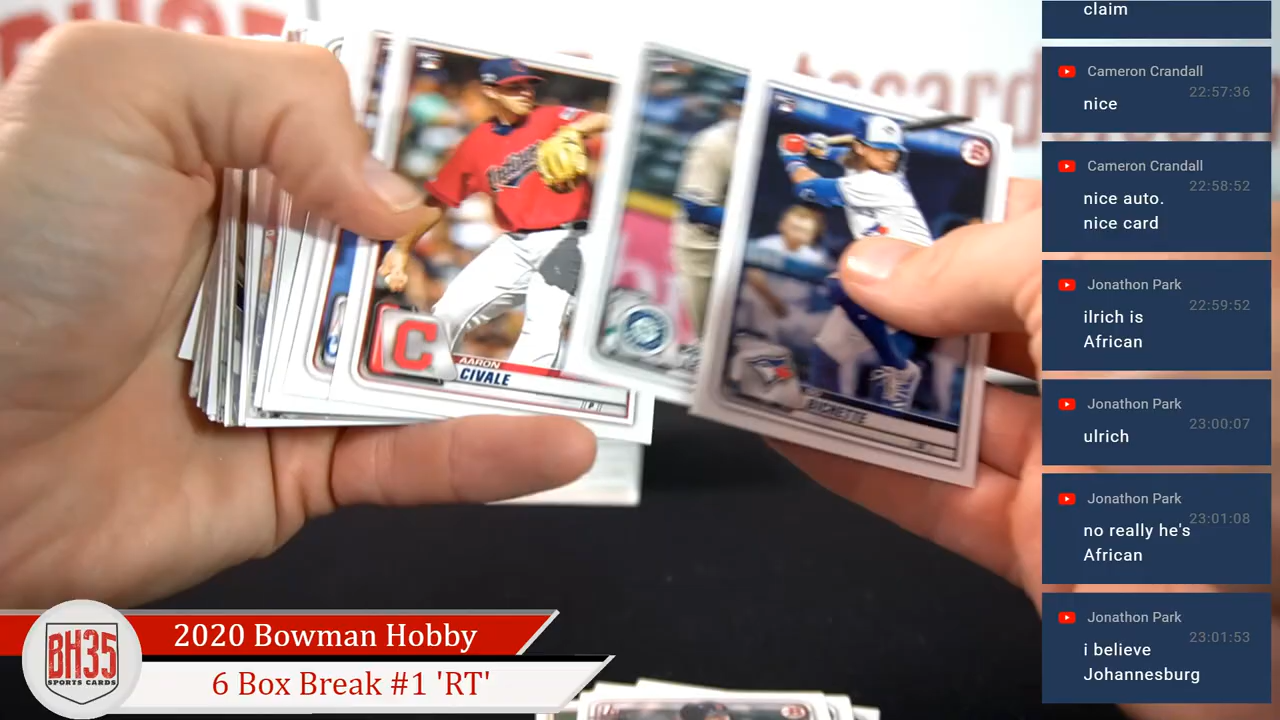 claim
Cameron Crandall
22:57:36
nice
Cameron Crandall
22:58:52
nice auto.
nice card
Jonathon Park
22:59:52
ilrich is
African
Jonathon Park
23:00:07
ulrich
Jonathon Park
23:01:08
no really he's
African
Jonathon Park
23:01:53
i believe
Johannesburg
C
AARON
CIVALE
P
BICHETTE
2020 Bowman Hobby
6 Box Break #1 'RT'
BH35
SPORTS CARDS